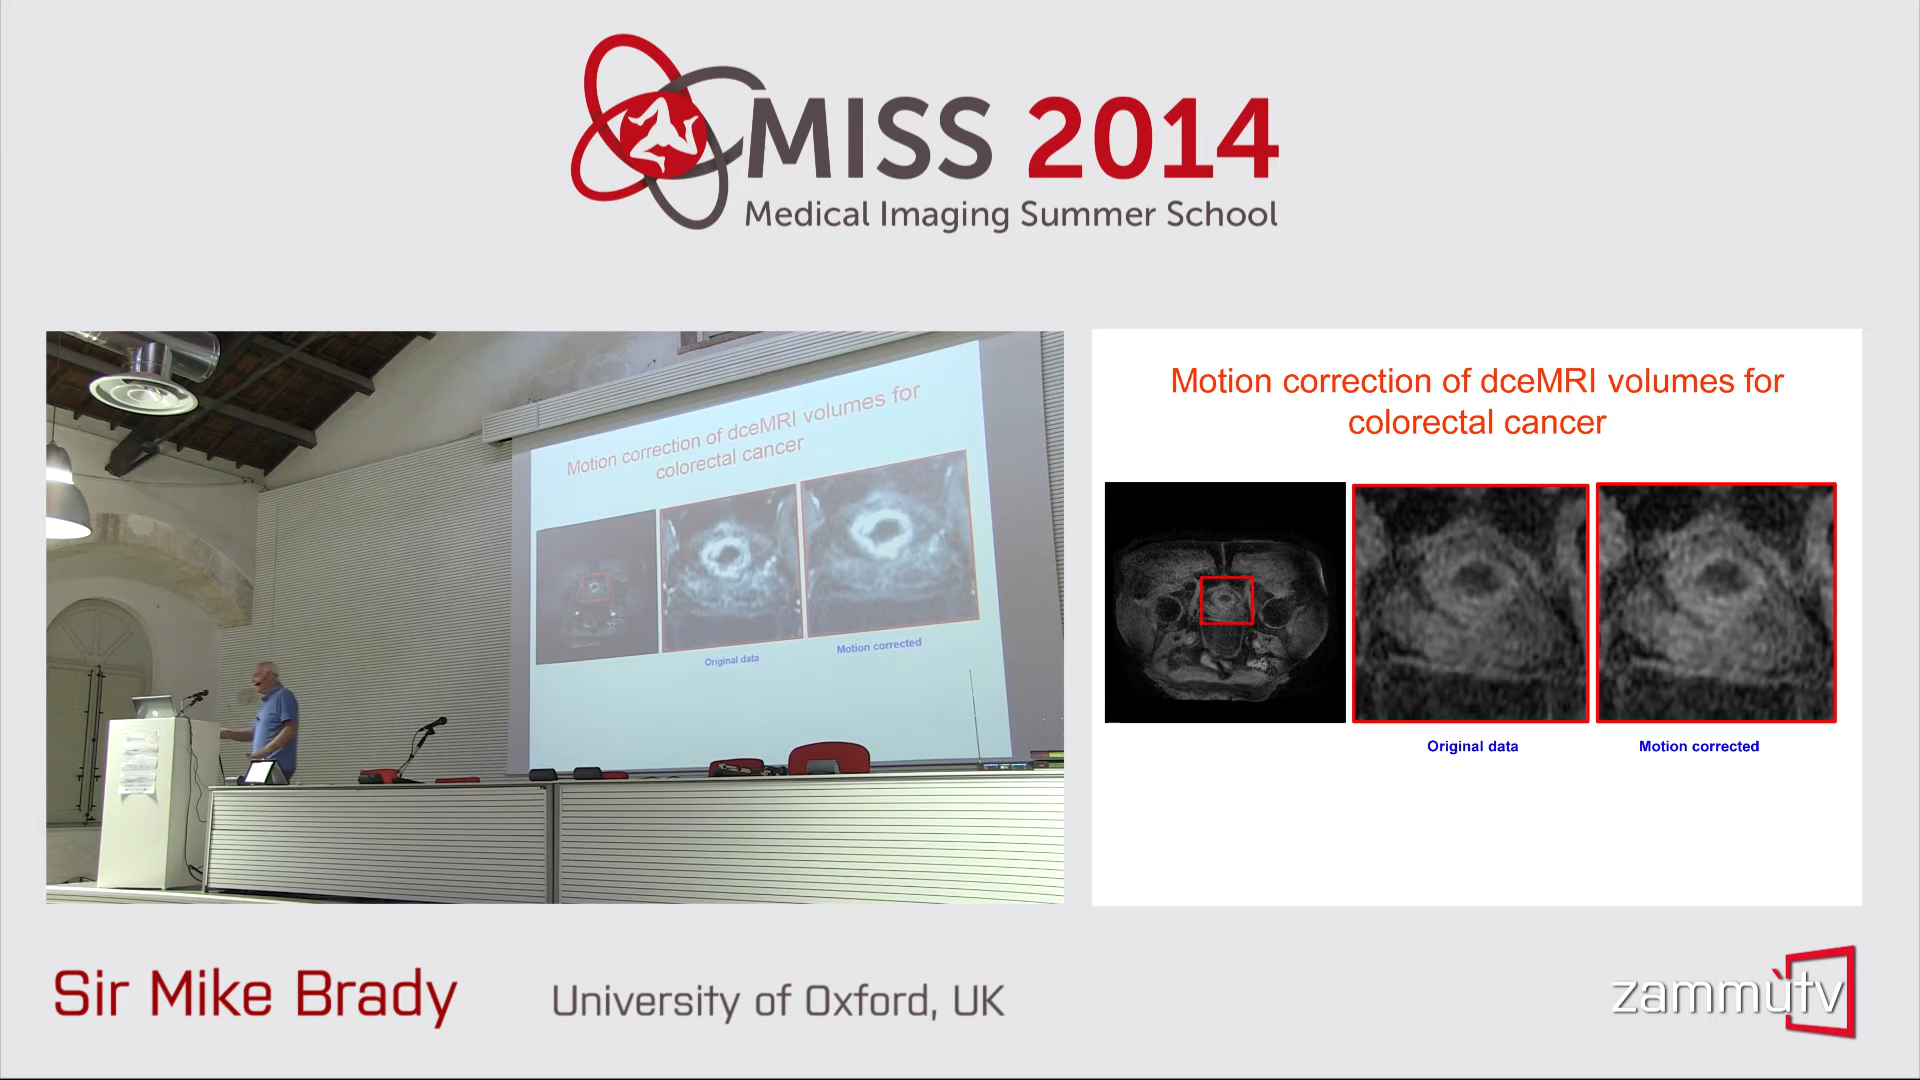 MISS 2014
Medical Imaging Summer School
Motion correction of dceMRI volumes for
colorectal cancer
Original data
Motion corrected
Motion correction of dceMRI volumes for
colorectal cancer
Original data
Motion corrected
Sir Mike Brady
University of Oxford, UK
zammùtv